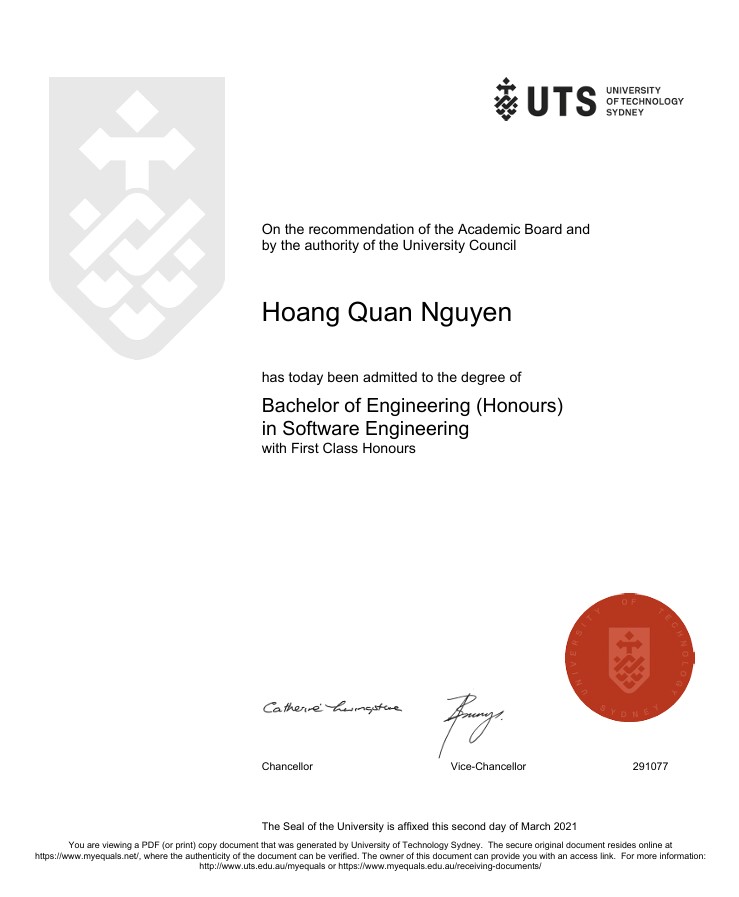 UTS
UNIVERSITY
OF TECHNOLOGY
SYDNEY
On the recommendation of the Academic Board and
by the authority of the University Council
Hoang Quan Nguyen
has today been admitted to the degree of
Bachelor of Engineering (Honours)
in Software Engineering
with First Class Honours
UNIVERSITY OF TECHNOLOGY SYDNEY
Catherine Livingstone
Chancellor
Vice-Chancellor
291077
The Seal of the University is affixed this second day of March 2021
You are viewing a PDF (or print) copy document that was generated by University of Technology Sydney. The secure original document resides online at
https://www.myequals.net/, where the authenticity of the document can be verified. The owner of this document can provide you with an access link. For more information:
http://www.uts.edu.au/myequals or https://www.myequals.edu.au/receiving-documents/